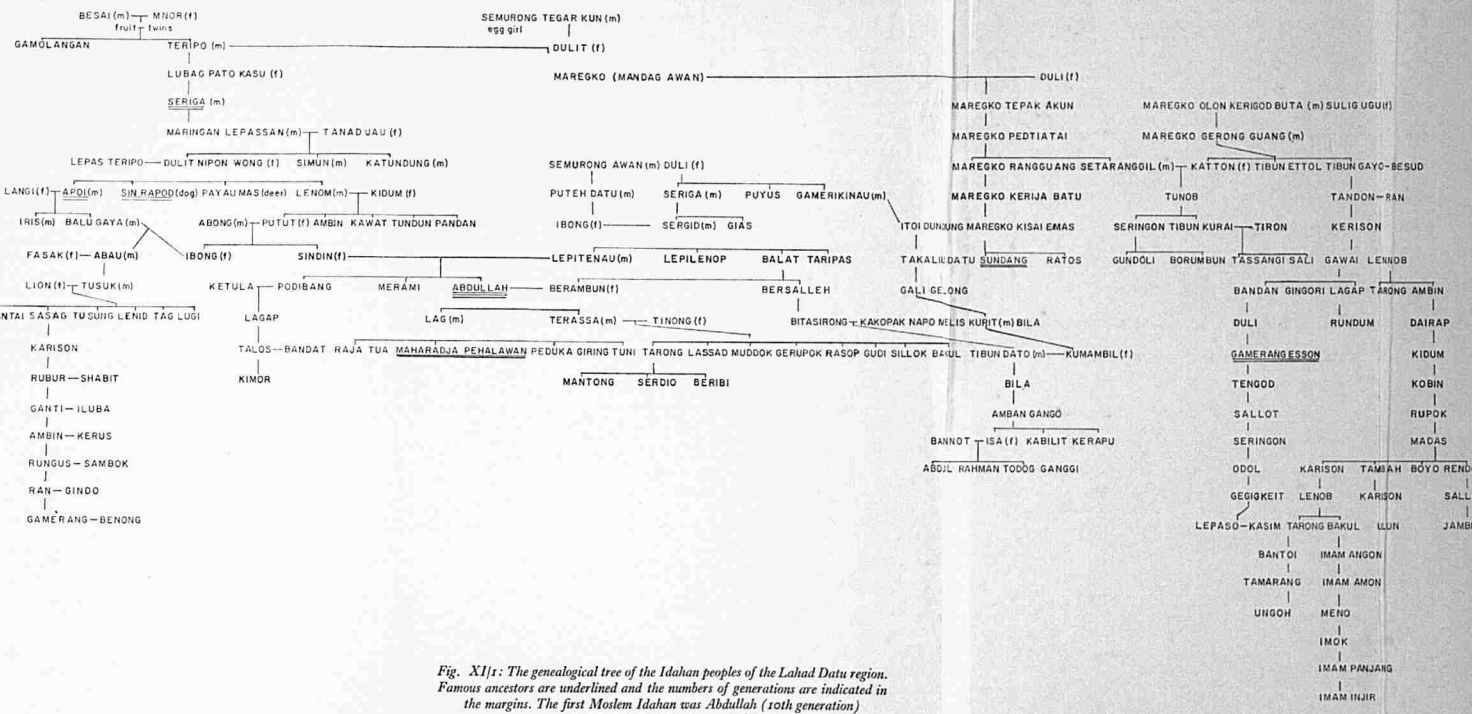 BESAI (m) MNOR (f)
SEMURONG TEGAR KUN (m)
fruit twins
egg girl
GAMOLANGAN TERIPO (m) DULIT (f)
LUBAG PATO KASU (f) MAREGKO (MANDAG AWAN) DULI (f)
SERIGA (m) MAREGKO TEPAK AKUN MAREGKO OLON KERIGOD BUTA (m) SULIG UGU (f)
MARINGAN LEPASSAN (m) TANADUAU (f) MAREGKO PEDTIATAI MAREGKO GERONG GUANG (m)
LEPAS TERIPO — DULIT NIPON WONG (f) SIMUN (m) KATUNDUNG (m) SEMURONG AWAN (m) DULI (f) MAREGKO RANGGUANG SETARANGGIL (m) KATTON (f) TIBUN ETTOL TIBUN GAYO-BESUD
LANGI (f) APOI (m) SIN RAPOD (dog) PAYAU MAS (deer) LENOM (m) KIDUM (f) PUTEH DATU (m) SERIGA (m) PUYUS GAMERIKINAU (m) MAREGKO KERIJA BATU TUNOB TANDON-RAN
IRIS (m) BALU GAYA (m) ABONG (m) PUTUT (f) AMBIN KAWAT TUNDUN PANDAN IBONG (f) SERGID (m) GIAS ITOI DUNJUNG MAREGKO KISAI EMAS SERINGON TIBUN KURAI TIRON KERISON
FASAK (f) — ABAU (m) IBONG (f) SINDIN (f) LEPITENAU (m) LEPILENOP BALAT TARIPAS TAKALIUDATU SUNDANG RATOS GUNDOLI BORUMBUN TASSANGI SALI GAWAI LENNOB
LION (f) TUSUK (m) KETULA PODIBANG MERAMI ABDULLAH BERAMBUN (f) BERSALLEH GALI GELONG BANDAN GINGORI LAGAP TARONG AMBIN
NTAI SASAG TUSUNG LENID TAG LUGI LAGAP LAG (m) TERASSA (m) TINONG (f) BITASIRONG KAKOPAK NAPO MELIS KURIT (m) BILA DULI RUNDUM DAIRAP
KARISON TALOS — BANDAT RAJA TUA MAHARADJA PEHALAWAN PEDUKA GIRING TUNI TARONG LASSAD MUDDOK GERUPOK RASOP GUDI SILLOK BAKUL TIBUN DATO (m) KUMAMBIL (f) GAMERANG ESSON KIDUM
RUBUR — SHABIT KIMOR MANTONG SERDIO BERIBI BILA TENGOD KOBIN
GANTI — ILUBA AMBAN GANGO SALLOT RUPOK
AMBIN — KERUS BANNOT ISA (f) KABILIT KERAPU SERINGON MADAS
RUNGUS — SAMBOK ABDUL RAHMAN TODOG GANGGI ODOL KARISON TAMBAH BOYO REND
RAN — GINDO GEGIGKEIT LENOB KARISON SALL
GAMERANG — BENONG LEPASO — KASIM TARONG BAKUL ULUN JAMB
BANTOI IMAM ANGON
TAMARANG IMAM AMON
UNGOH MENO
IMOK
IMAM PANJANG
IMAM INJIR
Fig. XI/1: The genealogical tree of the Idahan peoples of the Lahad Datu region.
Famous ancestors are underlined and the numbers of generations are indicated in
the margins. The first Moslem Idahan was Abdullah (10th generation)